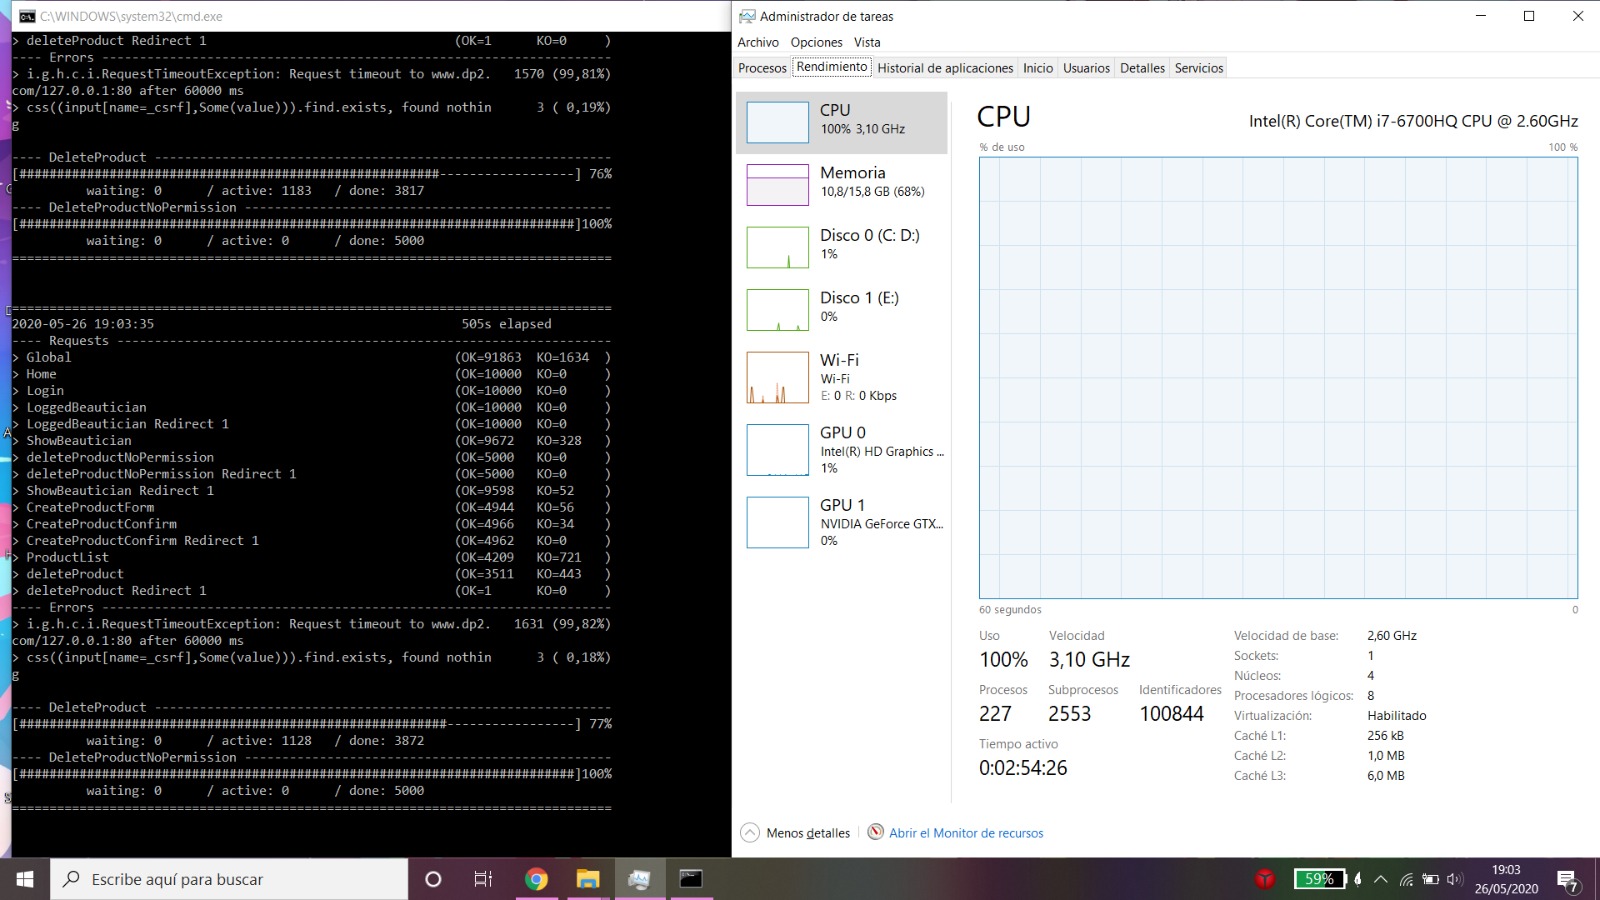 C:\WINDOWS\system32\cmd.exe
> deleteProduct Redirect 1 (OK=1 KO=0 )
---- Errors --------------------------------------------------------------------
> i.g.h.c.i.RequestTimeoutException: Request timeout to www.dp2. 1570 (99,81%)
com/127.0.0.1:80 after 60000 ms
> css((input[name=_csrf],Some(value))).find.exists, found nothin 3 ( 0,19%)
g
---- DeleteProduct -------------------------------------------------------------
[########################################################------------------] 76%
waiting: 0 / active: 1183 / done: 3817
---- DeleteProductNoPermission -------------------------------------------------
[##########################################################################]100%
waiting: 0 / active: 0 / done: 5000
================================================================================
================================================================================
2020-05-26 19:03:35 505s elapsed
---- Requests ------------------------------------------------------------------
> Global (OK=91863 KO=1634 )
> Home (OK=10000 KO=0 )
> Login (OK=10000 KO=0 )
> LoggedBeautician (OK=10000 KO=0 )
> LoggedBeautician Redirect 1 (OK=10000 KO=0 )
> ShowBeautician (OK=9672 KO=328 )
> deleteProductNoPermission (OK=5000 KO=0 )
> deleteProductNoPermission Redirect 1 (OK=5000 KO=0 )
> ShowBeautician Redirect 1 (OK=9598 KO=52 )
> CreateProductForm (OK=4944 KO=56 )
> CreateProductConfirm (OK=4966 KO=34 )
> CreateProductConfirm Redirect 1 (OK=4962 KO=0 )
> ProductList (OK=4209 KO=721 )
> deleteProduct (OK=3511 KO=443 )
> deleteProduct Redirect 1 (OK=1 KO=0 )
---- Errors --------------------------------------------------------------------
> i.g.h.c.i.RequestTimeoutException: Request timeout to www.dp2. 1631 (99,82%)
com/127.0.0.1:80 after 60000 ms
> css((input[name=_csrf],Some(value))).find.exists, found nothin 3 ( 0,18%)
g
---- DeleteProduct -------------------------------------------------------------
[#########################################################-----------------] 77%
waiting: 0 / active: 1128 / done: 3872
---- DeleteProductNoPermission -------------------------------------------------
[##########################################################################]100%
waiting: 0 / active: 0 / done: 5000
================================================================================
Administrador de tareas
Archivo Opciones Vista
Procesos Rendimiento Historial de aplicaciones Inicio Usuarios Detalles Servicios
CPU
100% 3,10 GHz
Memoria
10,8/15,8 GB (68%)
Disco 0 (C: D:)
1%
Disco 1 (E:)
0%
Wi-Fi
Wi-Fi
E: 0 R: 0 Kbps
GPU 0
Intel(R) HD Graphics ...
1%
GPU 1
NVIDIA GeForce GTX...
0%
CPU Intel(R) Core(TM) i7-6700HQ CPU @ 2.60GHz
% de uso 100 %
60 segundos 0
Uso Velocidad
100% 3,10 GHz
Procesos Subprocesos Identificadores
227 2553 100844
Tiempo activo
0:02:54:26
Velocidad de base: 2,60 GHz
Sockets: 1
Núcleos: 4
Procesadores lógicos: 8
Virtualización: Habilitado
Caché L1: 256 kB
Caché L2: 1,0 MB
Caché L3: 6,0 MB
Menos detalles Abrir el Monitor de recursos
Escribe aquí para buscar
59%
19:03
26/05/2020
7